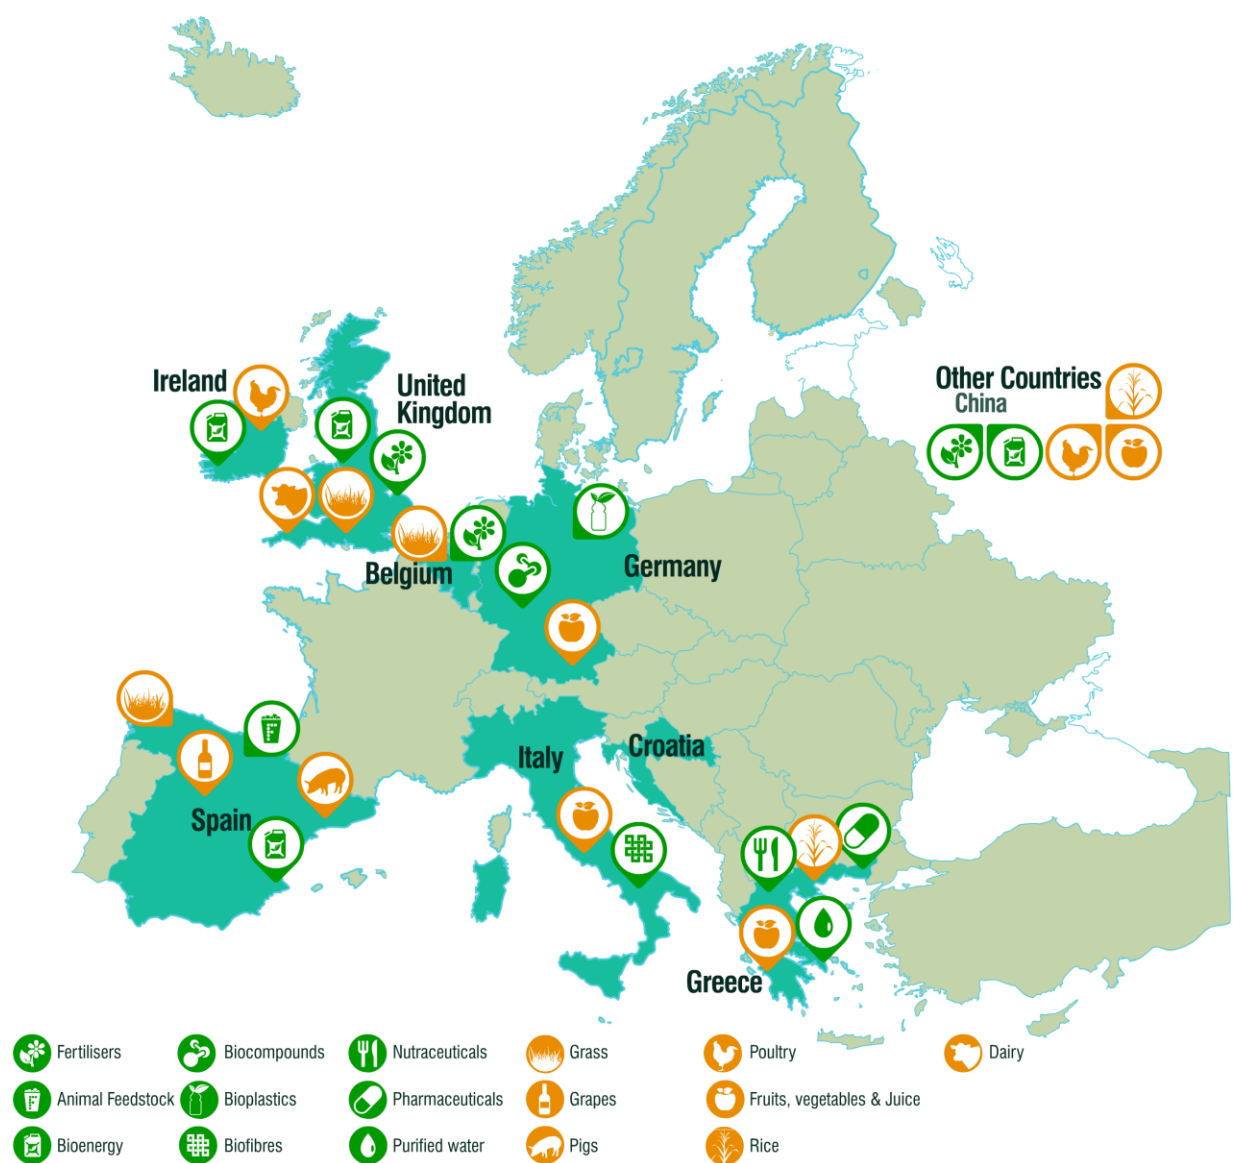 Ireland
United
Kingdom
Other Countries
China
Belgium
Germany
Italy
Croatia
Spain
Greece
Fertilisers
Biocompounds
Nutraceuticals
Grass
Poultry
Dairy
Animal Feedstock
Bioplastics
Pharmaceuticals
Grapes
Fruits, vegetables & Juice
Bioenergy
Biofibres
Purified water
Pigs
Rice